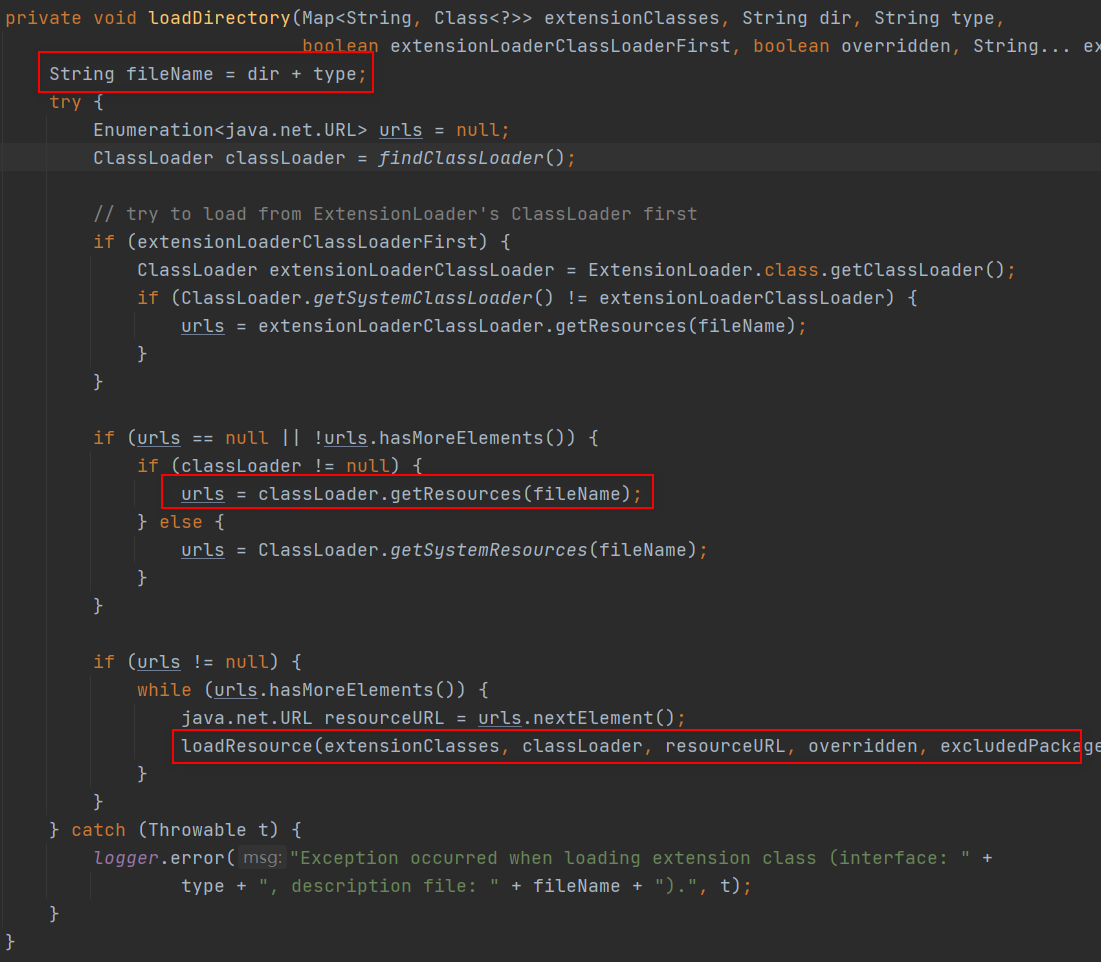 private void loadDirectory(Map<String, Class<?>> extensionClasses, String dir, String type,
boolean extensionLoaderClassLoaderFirst, boolean overridden, String...
String fileName = dir + type;
try {
Enumeration<java.net.URL> urls = null;
ClassLoader classLoader = findClassLoader();
// try to load from ExtensionLoader's ClassLoader first
if (extensionLoaderClassLoaderFirst) {
ClassLoader extensionLoaderClassLoader = ExtensionLoader.class.getClassLoader();
if (ClassLoader.getSystemClassLoader() != extensionLoaderClassLoader) {
urls = extensionLoaderClassLoader.getResources(fileName);
}
}
if (urls == null || !urls.hasMoreElements()) {
if (classLoader != null) {
urls = classLoader.getResources(fileName);
} else {
urls = ClassLoader.getSystemResources(fileName);
}
}
if (urls != null) {
while (urls.hasMoreElements()) {
java.net.URL resourceURL = urls.nextElement();
loadResource(extensionClasses, classLoader, resourceURL, overridden, excludedPackage
}
}
} catch (Throwable t) {
logger.error( msg: "Exception occurred when loading extension class (interface: " +
type + ", description file: " + fileName + ").", t);
}
}